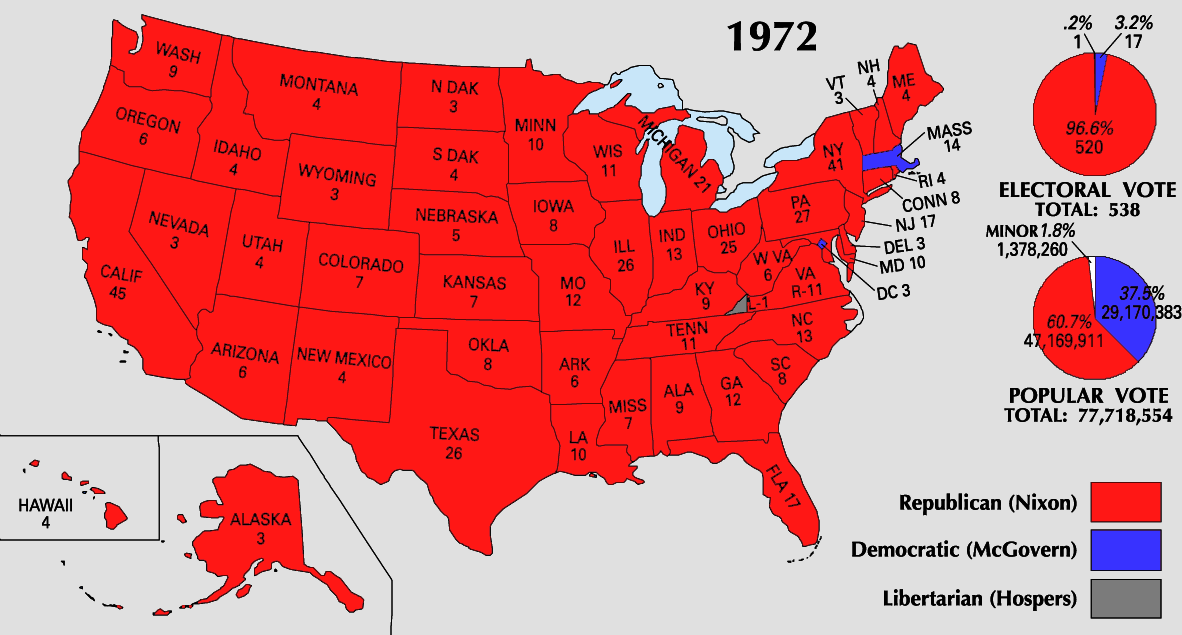 1972
WASH
9
OREGON
6
CALIF
45
NEVADA
3
IDAHO
4
MONTANA
4
WYOMING
3
UTAH
4
COLORADO
7
ARIZONA
6
NEW MEXICO
4
N DAK
3
S DAK
4
NEBRASKA
5
KANSAS
7
OKLA
8
TEXAS
26
MINN
10
IOWA
8
MO
12
ARK
6
LA
10
WIS
11
ILL
26
MICHIGAN 21
IND
13
OHIO
25
KY
9
TENN
11
MISS
7
ALA
9
GA
12
FLA 17
SC
8
NC
13
VA
R-11
L-1
W VA
6
PA
27
NY
41
VT
3
NH
4
ME
4
MASS
14
RI 4
CONN 8
NJ 17
DEL 3
MD 10
DC 3
HAWAII
4
ALASKA
3
.2%
1
3.2%
17
96.6%
520
ELECTORAL VOTE
TOTAL: 538
MINOR 1.8%
1,378,260
37.5%
29,170,383
60.7%
47,169,911
POPULAR VOTE
TOTAL: 77,718,554
Republican (Nixon)
Democratic (McGovern)
Libertarian (Hospers)